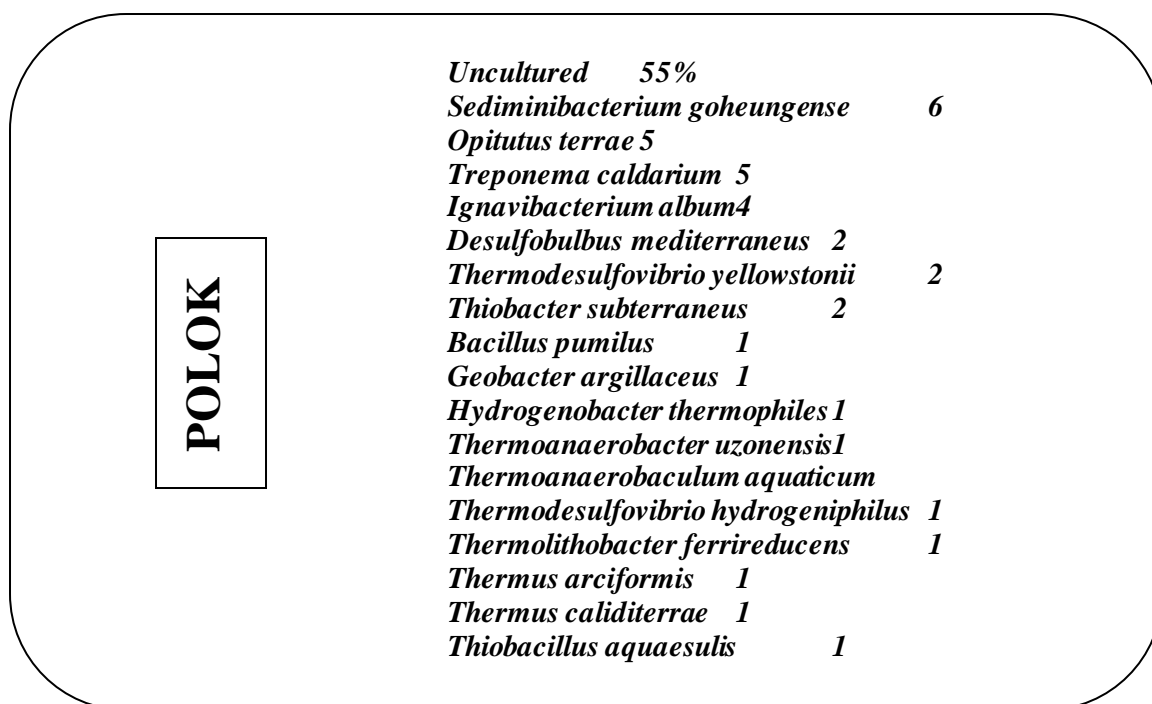 POLOK
Uncultured 55%
Sediminibacterium goheungense 6
Opitutus terrae 5
Treponema caldarium 5
Ignavibacterium album4
Desulfobulbus mediterraneus 2
Thermodesulfovibrio yellowstonii 2
Thiobacter subterraneus 2
Bacillus pumilus 1
Geobacter argillaceus 1
Hydrogenobacter thermophiles 1
Thermoanaerobacter uzonensis1
Thermoanaerobaculum aquaticum
Thermodesulfovibrio hydrogeniphilus 1
Thermolithobacter ferrireducens 1
Thermus arciformis 1
Thermus caliditerrae 1
Thiobacillus aquaesulis 1